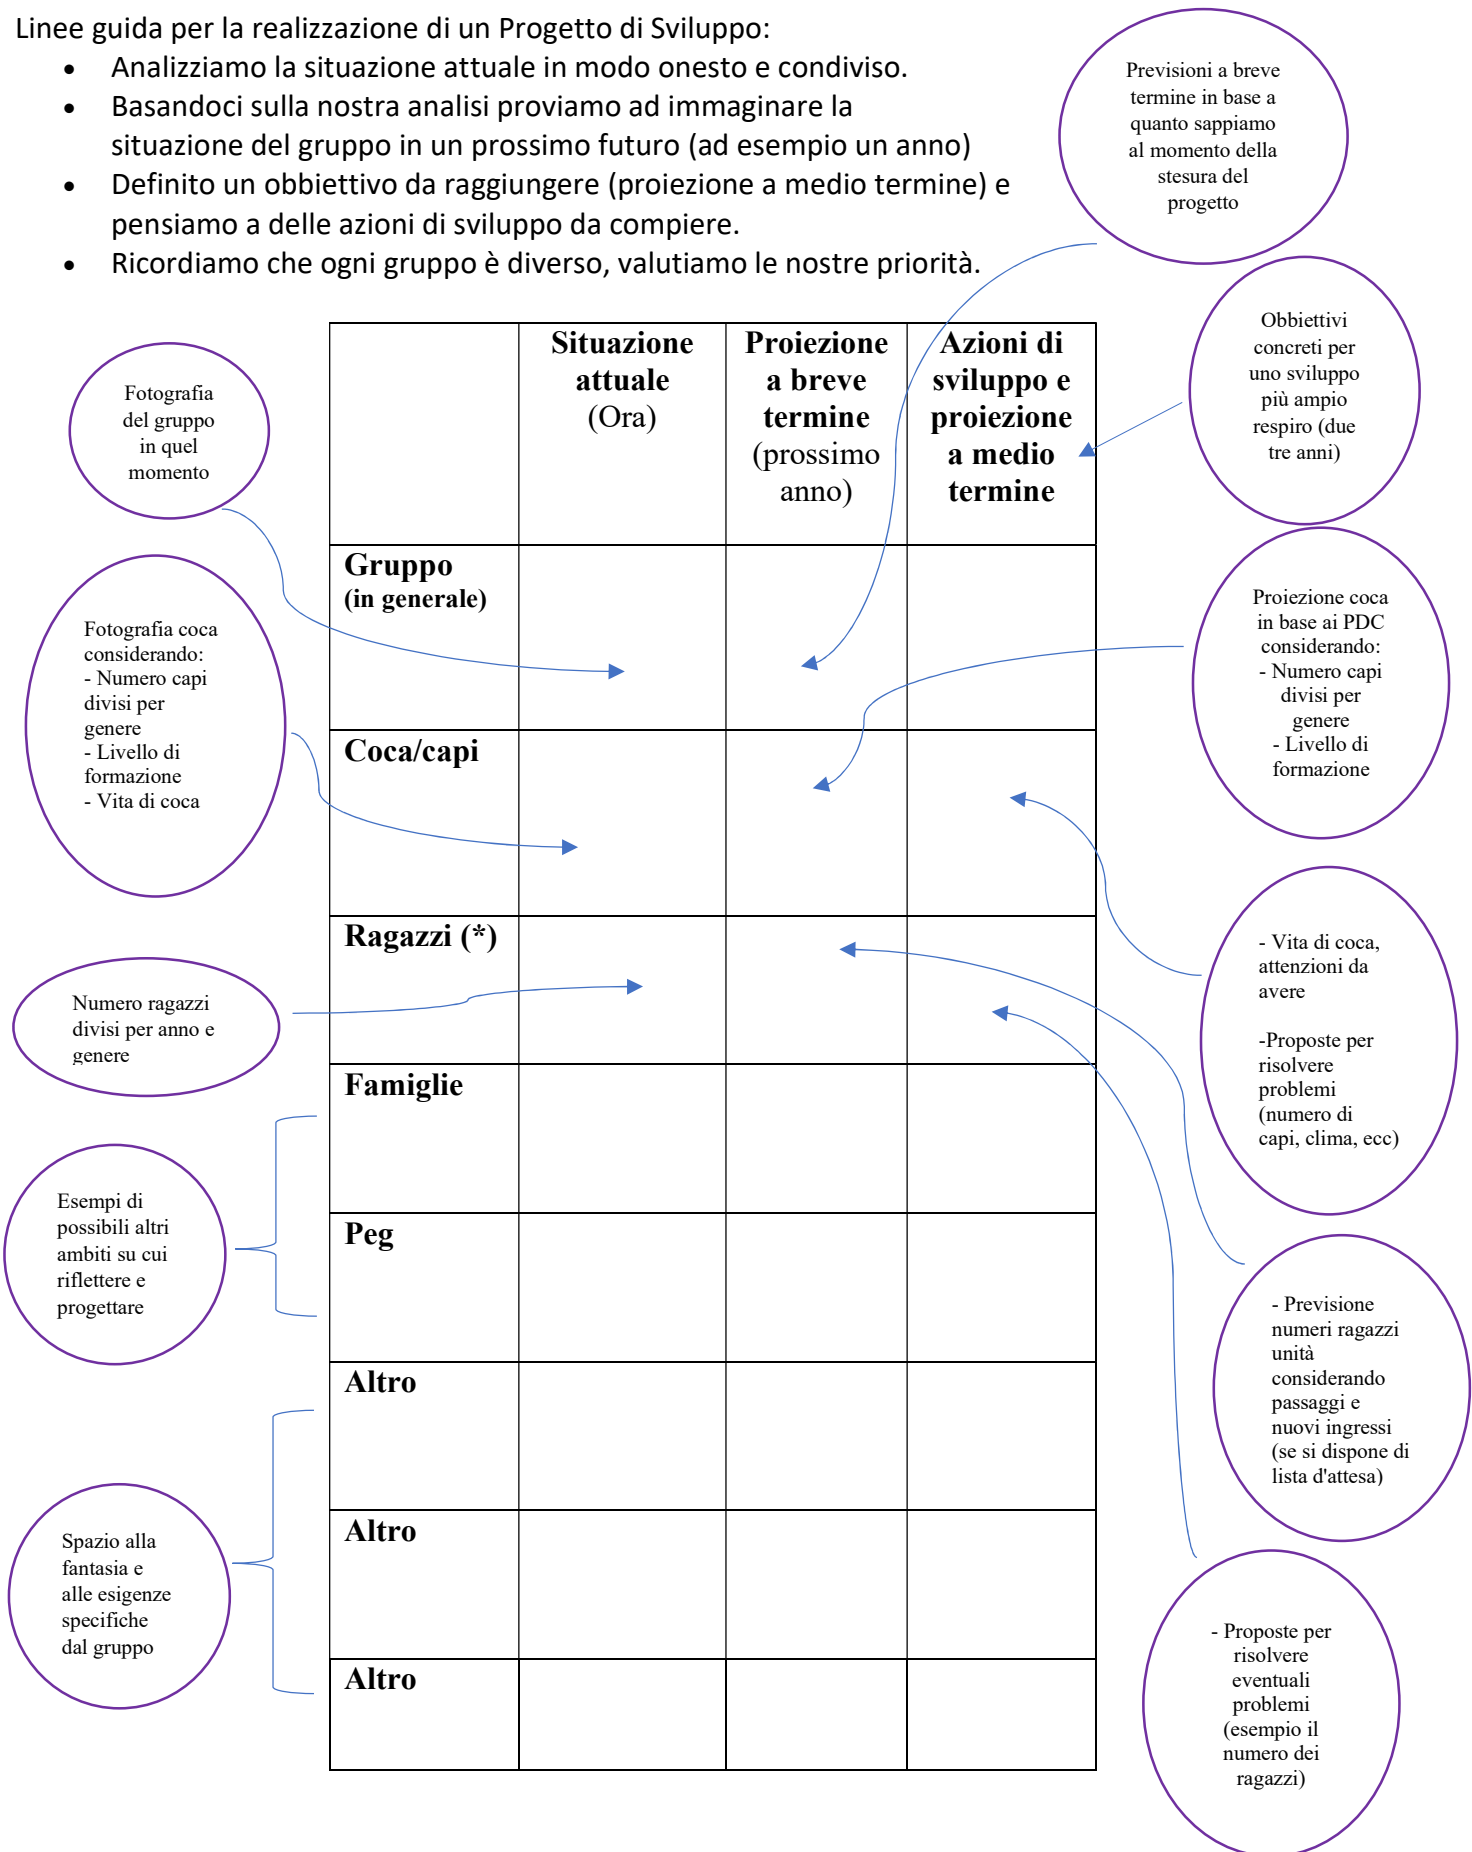 Linee guida per la realizzazione di un Progetto di Sviluppo:
• Analizziamo la situazione attuale in modo onesto e condiviso.
• Basandoci sulla nostra analisi proviamo ad immaginare la
situazione del gruppo in un prossimo futuro (ad esempio un anno)
• Definito un obbiettivo da raggiungere (proiezione a medio termine) e
pensiamo a delle azioni di sviluppo da compiere.
• Ricordiamo che ogni gruppo è diverso, valutiamo le nostre priorità.
Previsioni a breve
termine in base a
quanto sappiamo
al momento della
stesura del
progetto
Obbiettivi
concreti per
uno sviluppo
più ampio
respiro (due
tre anni)
Fotografia
del gruppo
in quel
momento
Situazione
attuale
(Ora)
Proiezione
a breve
termine
(prossimo
anno)
Azioni di
sviluppo e
proiezione
a medio
termine
Gruppo
(in generale)
Fotografia coca
considerando:
- Numero capi
divisi per
genere
- Livello di
formazione
- Vita di coca
Proiezione coca
in base ai PDC
considerando:
- Numero capi
divisi per
genere
- Livello di
formazione
Coca/capi
- Vita di coca,
attenzioni da
avere
-Proposte per
risolvere
problemi
(numero di
capi, clima, ecc)
Ragazzi (*)
Numero ragazzi
divisi per anno e
genere
Famiglie
Esempi di
possibili altri
ambiti su cui
riflettere e
progettare
Peg
- Previsione
numeri ragazzi
unità
considerando
passaggi e
nuovi ingressi
(se si dispone di
lista d'attesa)
Altro
Spazio alla
fantasia e
alle esigenze
specifiche
dal gruppo
Altro
Altro
- Proposte per
risolvere
eventuali
problemi
(esempio il
numero dei
ragazzi)